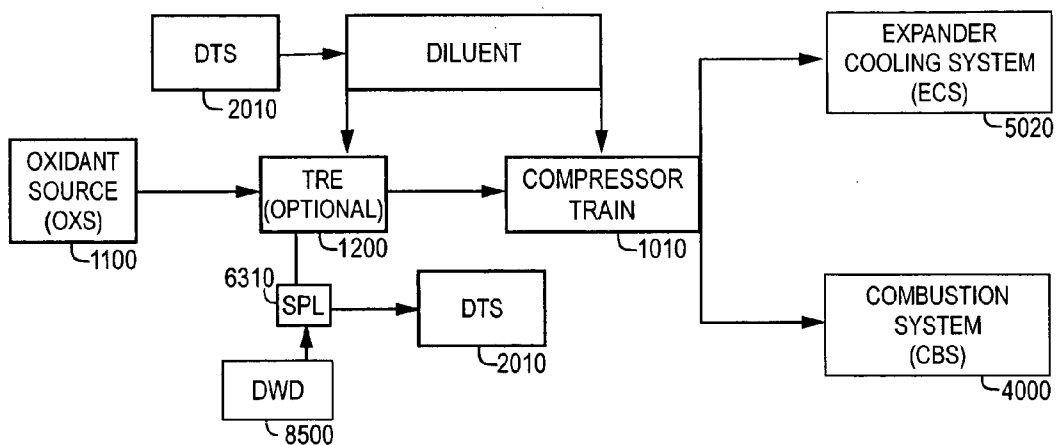 DTS
2010
DILUENT
EXPANDER
COOLING SYSTEM
(ECS)
5020
OXIDANT
SOURCE
(OXS)
1100
TRE
(OPTIONAL)
1200
COMPRESSOR
TRAIN
1010
6310
SPL
DTS
2010
DWD
8500
COMBUSTION
SYSTEM
(CBS)
4000